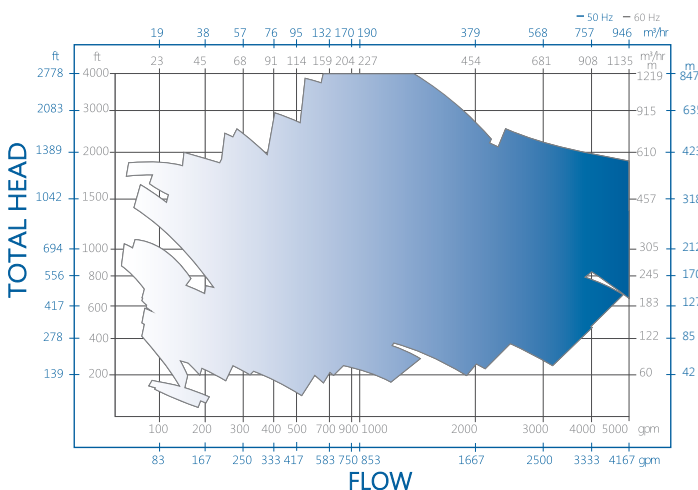 50 Hz 60 Hz
19 38 57 76 95 132 170 190 379 568 757 946 m³/hr
ft ft 23 45 68 91 114 159 204 227 454 681 908 1135 m³/hr m m
2778 4000 1219 847
2083 3000 915 635
1389 2000 610 423
1042 1500 457 318
694 1000 305 212
556 800 245 170
417 600 183 127
278 400 122 85
139 200 60 42
TOTAL HEAD
100 200 300 400 500 700 900 1000 2000 3000 4000 5000 gpm
83 167 250 333 417 583 750 853 1667 2500 3333 4167 gpm
FLOW